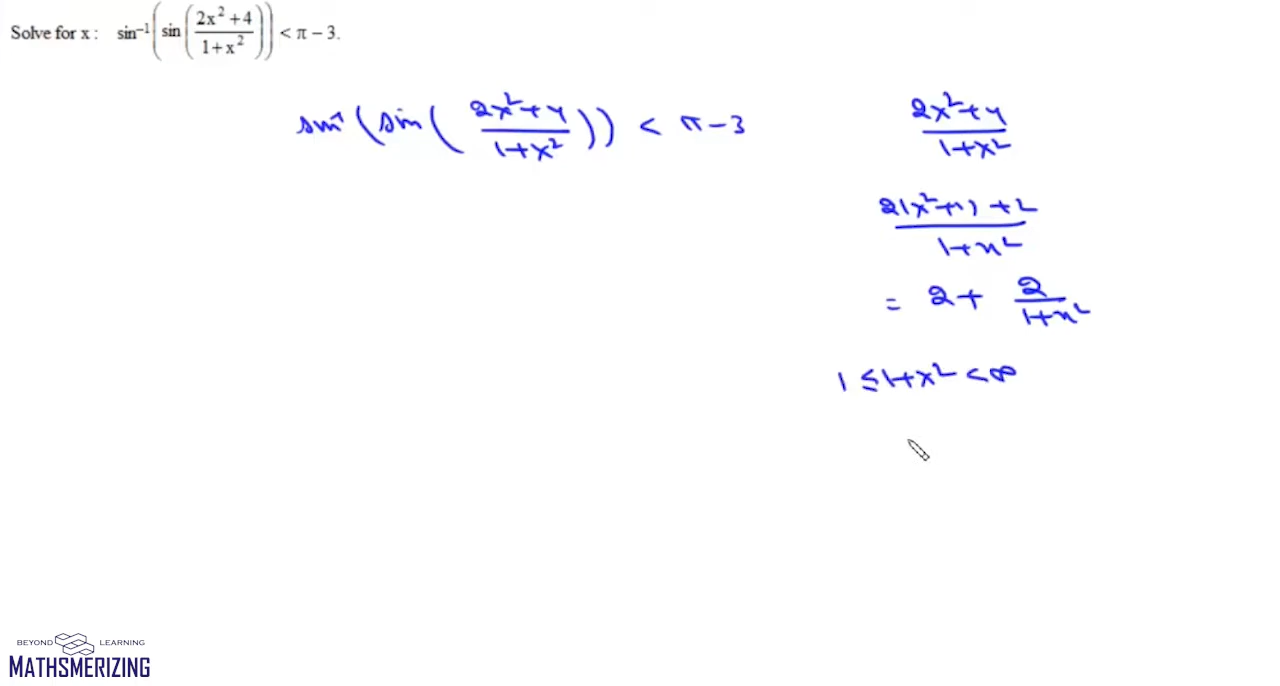 Solve for x : sin⁻¹(sin((2x² + 4)/(1 + x²))) < π − 3.
sin⁻¹(sin((2x² + 4)/(1 + x²))) < π − 3
(2x² + 4)/(1 + x²)
(2(x² + 1) + 2)/(1 + x²)
= 2 + 2/(1 + x²)
1 ≤ 1 + x² < ∞
BEYOND LEARNING
MATHSMERIZING